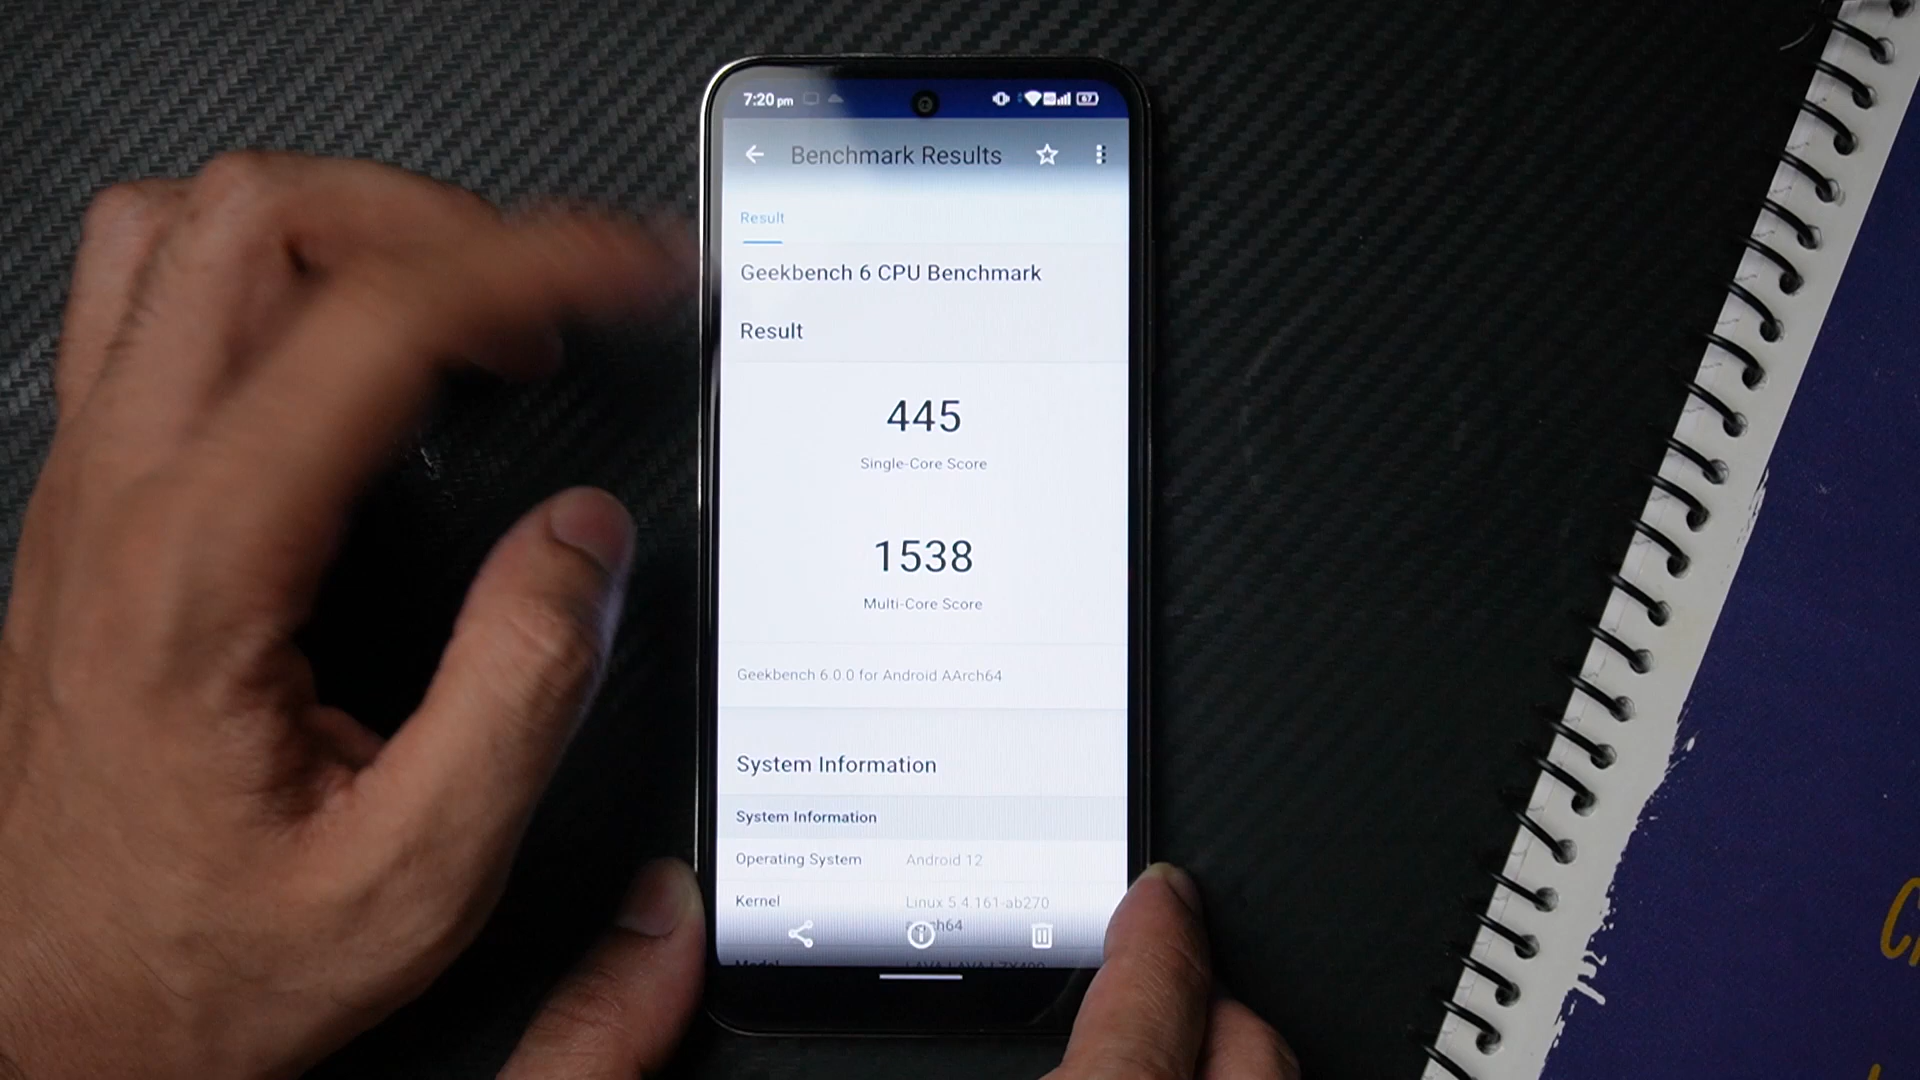 7:20 pm
67
Benchmark Results
Result
Geekbench 6 CPU Benchmark
Result
445
Single-Core Score
1538
Multi-Core Score
Geekbench 6.0.0 for Android AArch64
System Information
System Information
Operating System Android 12
Kernel Linux 5.4.161-ab270
Model